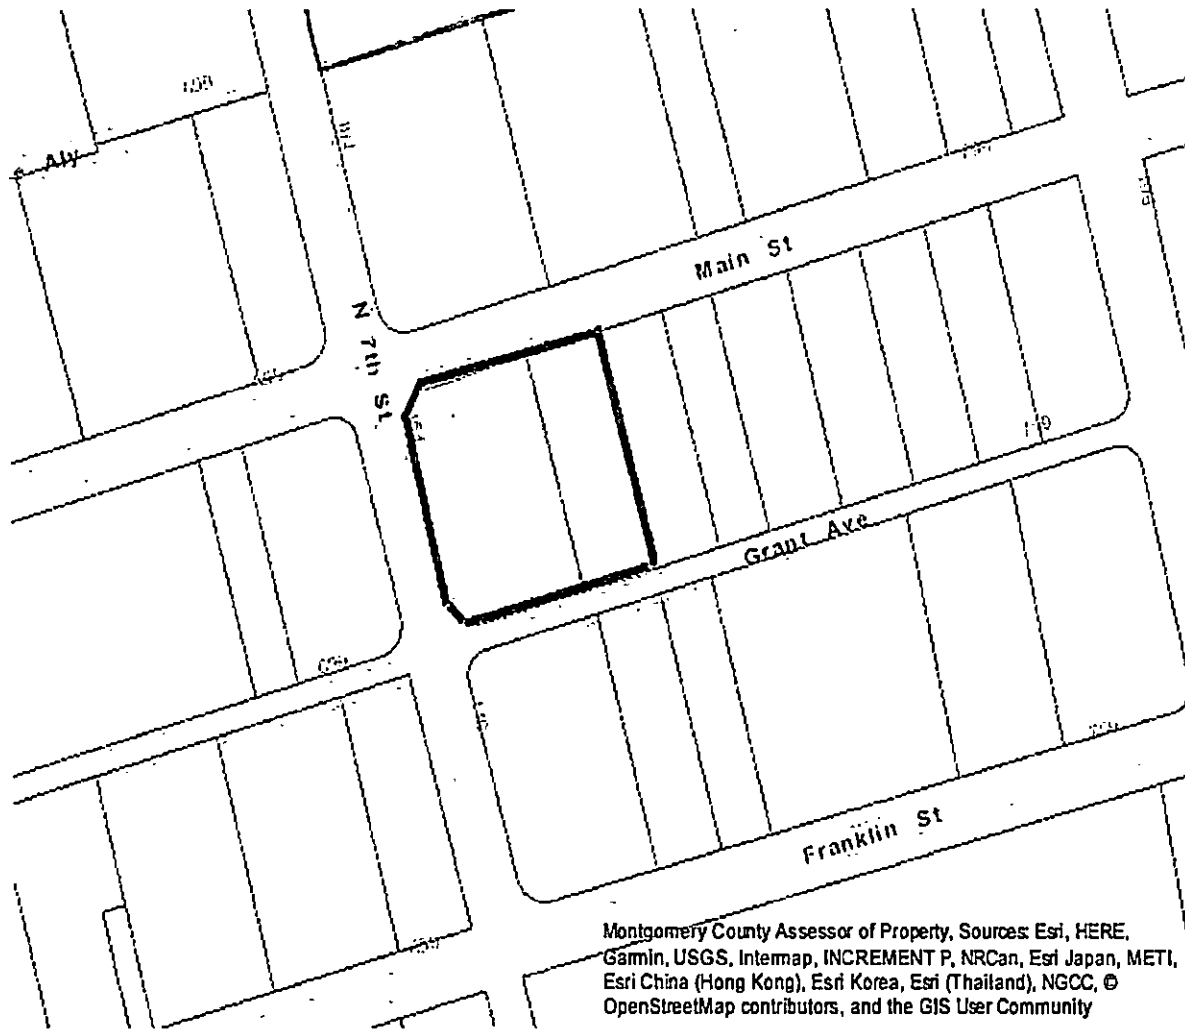 Aly
Main St
N 7th St
Grant Ave
Franklin St
Montgomery County Assessor of Property, Sources: Esri, HERE,
Garmin, USGS, Intermap, INCREMENT P, NRCan, Esri Japan, METI,
Esri China (Hong Kong), Esri Korea, Esri (Thailand), NGCC, ©
OpenStreetMap contributors, and the GIS User Community